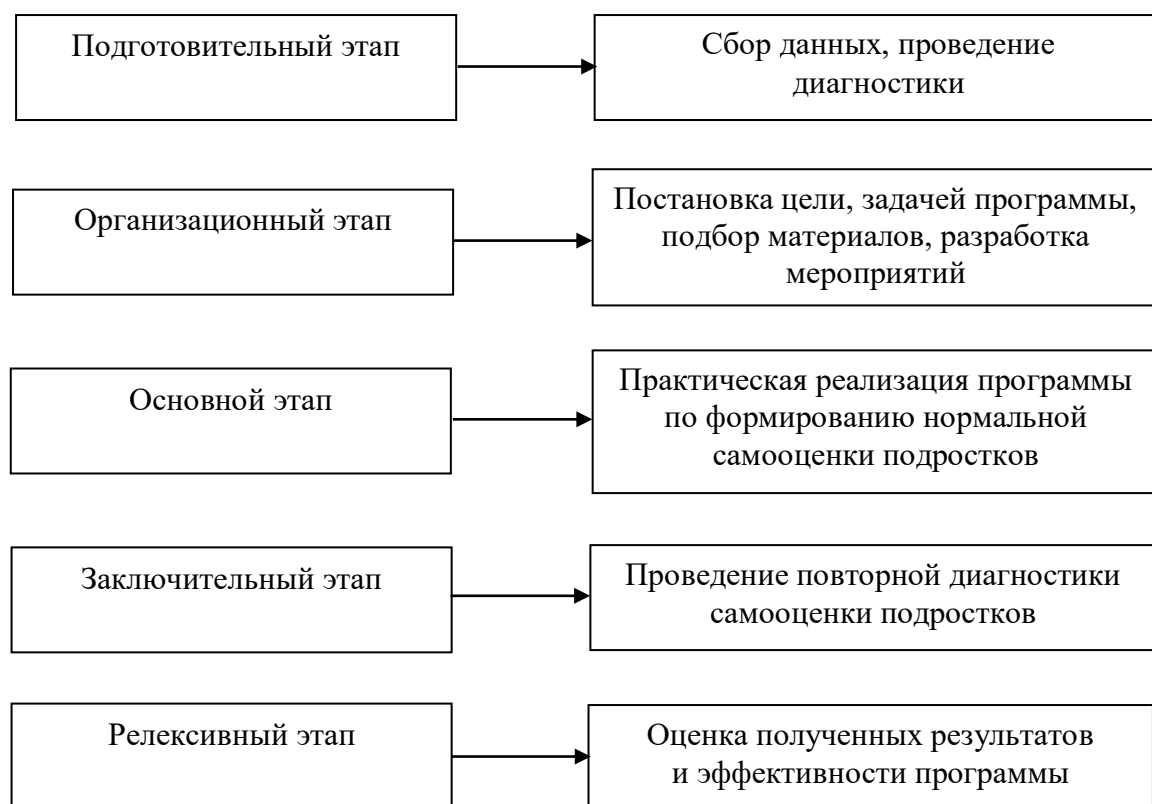 Подготовительный этап
Сбор данных, проведение
диагностики
Организационный этап
Постановка цели, задачей программы,
подбор материалов, разработка
мероприятий
Основной этап
Практическая реализация программы
по формированию нормальной
самооценки подростков
Заключительный этап
Проведение повторной диагностики
самооценки подростков
Релексивный этап
Оценка полученных результатов
и эффективности программы